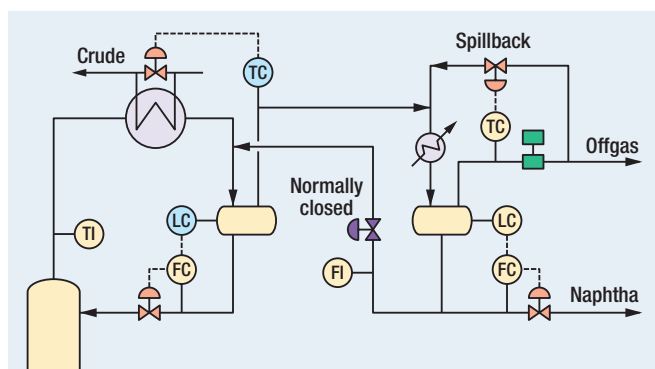 Crude
Spillback
TC
TC
Offgas
Normally
closed
TI
LC
LC
FC
FI
FC
Naphtha